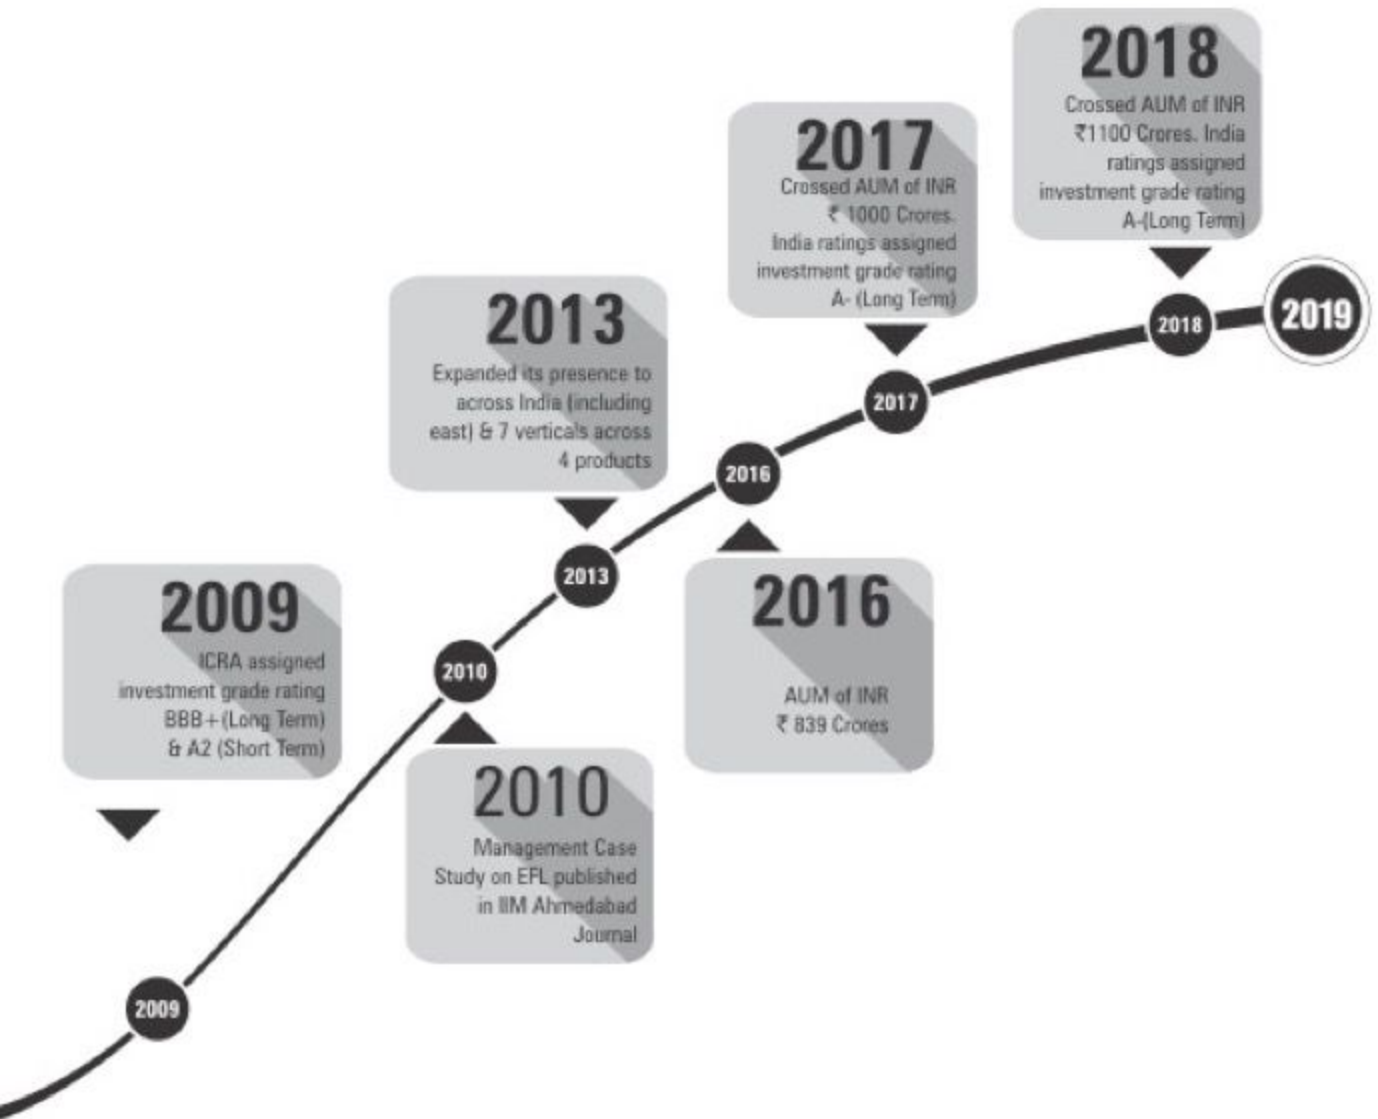 2018
Crossed AUM of INR
₹1100 Crores. India
ratings assigned
investment grade rating
A-(Long Term)
2017
Crossed AUM of INR
₹ 1000 Crores.
India ratings assigned
investment grade rating
A- (Long Term)
2013
Expanded its presence to
across India (including
east) & 7 verticals across
4 products
2009
ICRA assigned
investment grade rating
BBB+(Long Term)
& A2 (Short Term)
2019
2018
2017
2016
2013
2010
2009
2016
AUM of INR
₹ 839 Crores
2010
Management Case
Study on EFL published
in IIM Ahmedabad
Journal